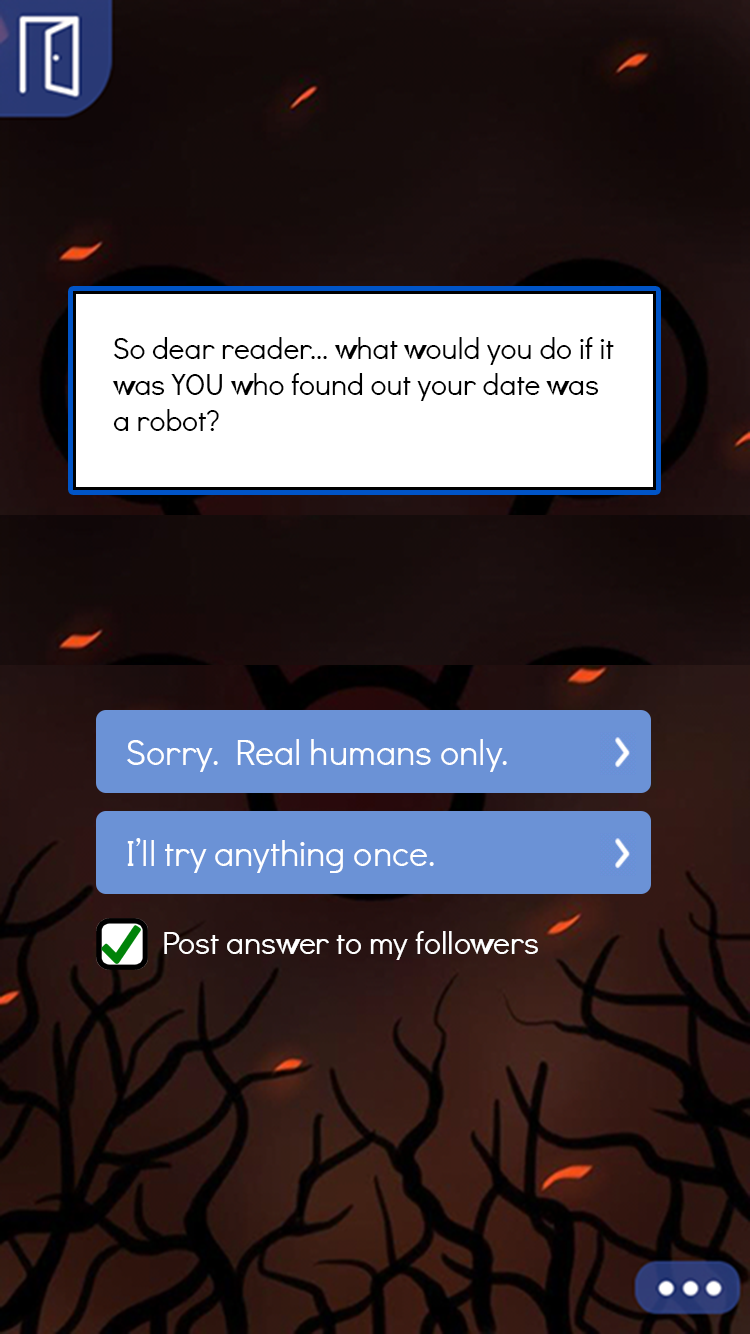 So dear reader... what would you do if it
was YOU who found out your date was
a robot?
Sorry.  Real humans only.
I'll try anything once.
Post answer to my followers